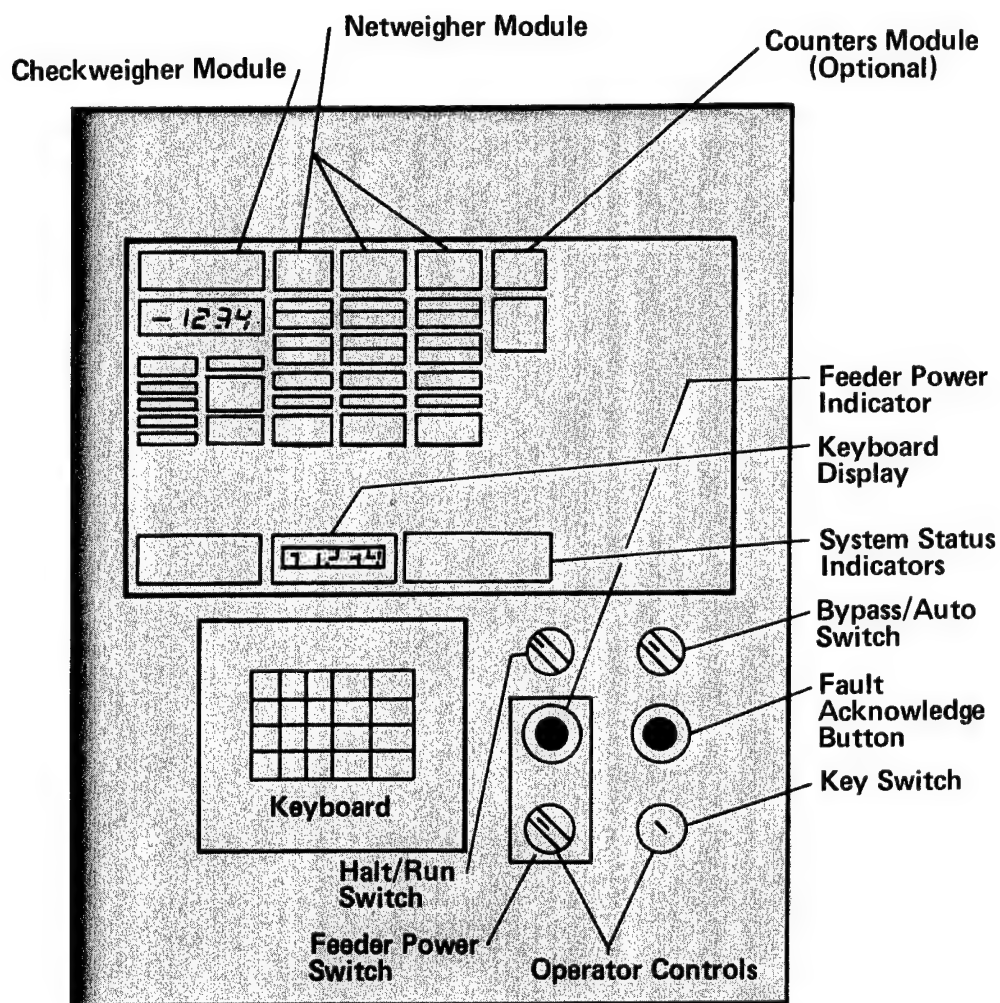 Netweigher Module
Checkweigher Module
Counters Module
(Optional)
-1234
Feeder Power
Indicator
Keyboard
Display
System Status
Indicators
Bypass/Auto
Switch
Fault
Acknowledge
Button
Key Switch
Keyboard
Halt/Run
Switch
Feeder Power
Switch
Operator Controls